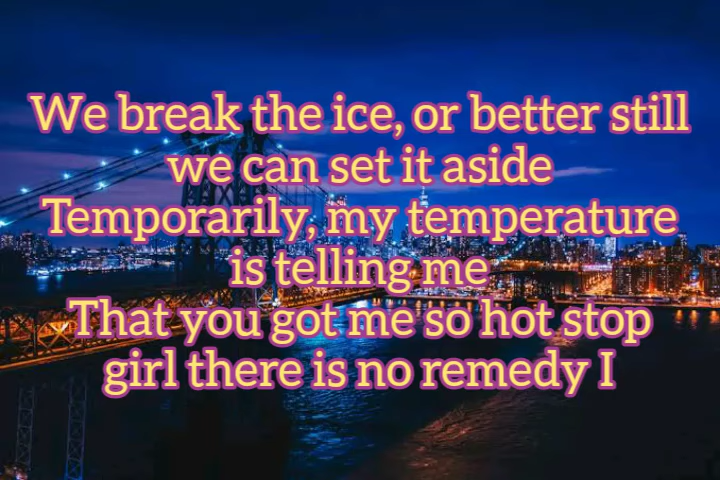 We break the ice, or better still
we can set it aside
Temporarily, my temperature
is telling me
That you got me so hot stop
girl there is no remedy I